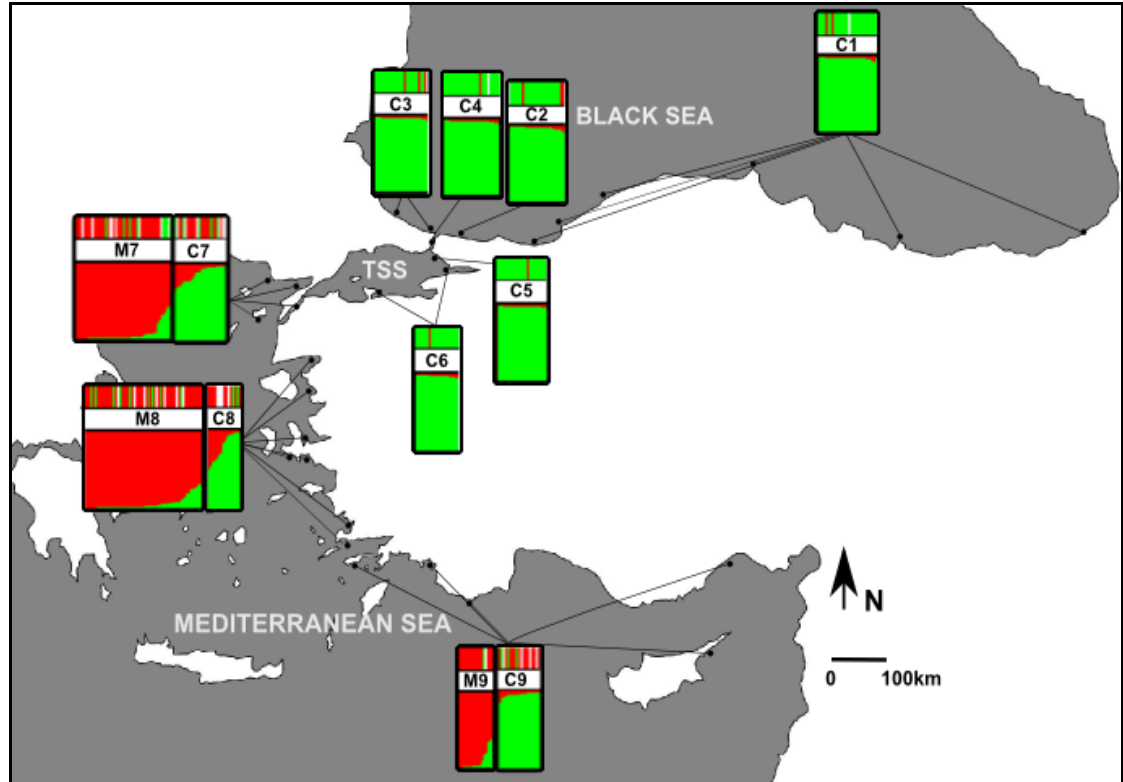 C1
C3
C4
C2
BLACK SEA
M7
C7
TSS
C5
C6
M8
C8
N
MEDITERRANEAN SEA
M9
C9
0 100km